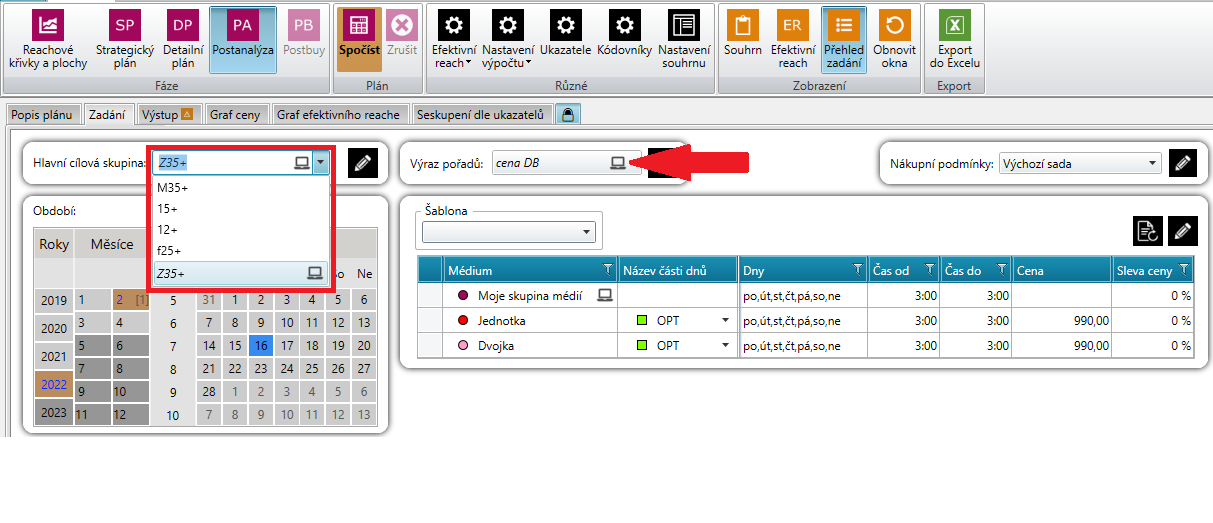 SP DP PA PB ER
Reachové Strategický Detailní Postanalýza Postbuy Spočíst Zrušit Efektivní Nastavení Ukazatele Kódovníky Nastavení Souhrn Efektivní Přehled Obnovit Export
křivky a plochy plán plán reach výpočtu souhrnu reach zadání okna do Excelu
Fáze Plán Různé Zobrazení Export
Popis plánu Zadání Výstup Graf ceny Graf efektivního reache Seskupení dle ukazatelů
Hlavní cílová skupina: Z35+ Výraz pořadů: cena DB Nákupní podmínky: Výchozí sada
M35+
15+
12+
f25+
Z35+
Období:
Roky Měsíce So Ne
2019 1 2 [1] 5 31 1 2 3 4 5 6
2020 3 4 6 7 8 9 10 11 12 13
2021 5 6 7 14 15 16 17 18 19 20
7 8 8 21 22 23 24 25 26 27
2022 9 10 9 28 1 2 3 4 5 6
2023 11 12 10 7 8 9 10 11 12 13
Šablona
Médium Název části dnů Dny Čas od Čas do Cena Sleva ceny
Moje skupina médií po,út,st,čt,pá,so,ne 3:00 3:00 0 %
Jednotka OPT po,út,st,čt,pá,so,ne 3:00 3:00 990,00 0 %
Dvojka OPT po,út,st,čt,pá,so,ne 3:00 3:00 990,00 0 %